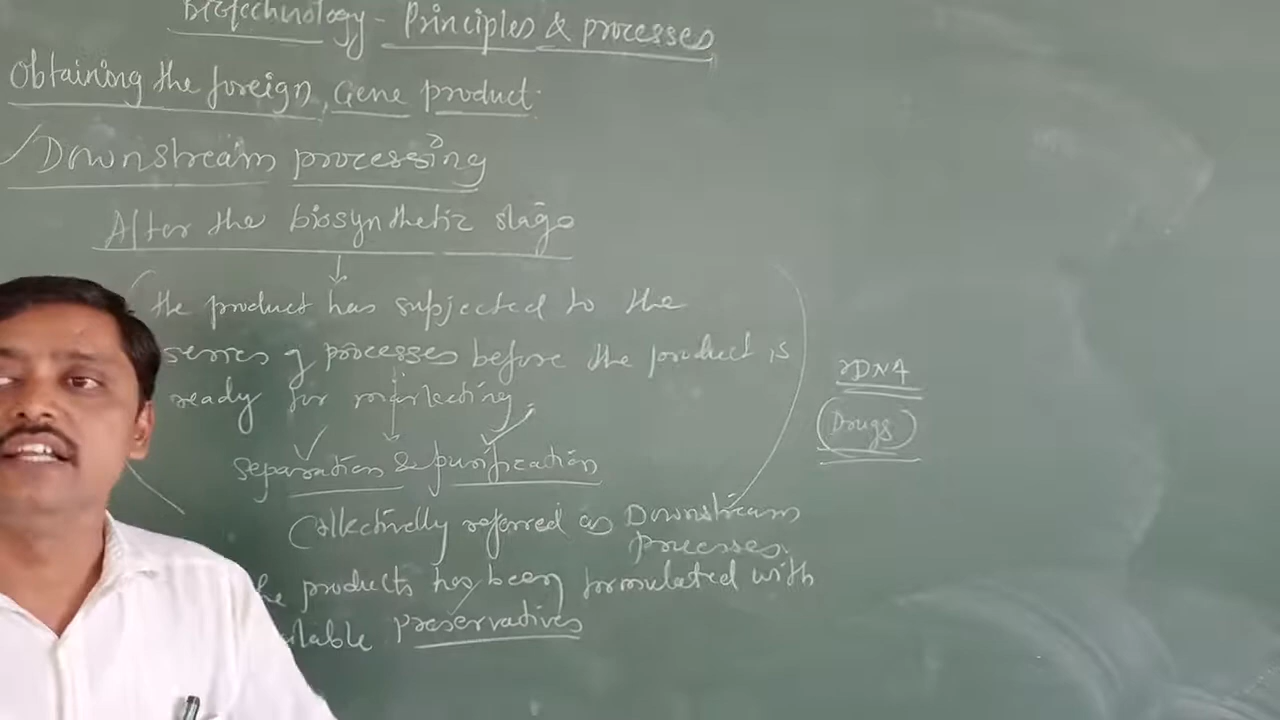 Biotechnology - Principles & processes
Obtaining the foreign, Gene product.
Downstream processing
After the biosynthetic stage
the product has subjected to the
series of processes before the product is
ready for marketing,
separation & purification
Collectively referred as Downstream
processes.
the products has been formulated with
preservatives
rDNA
Drugs